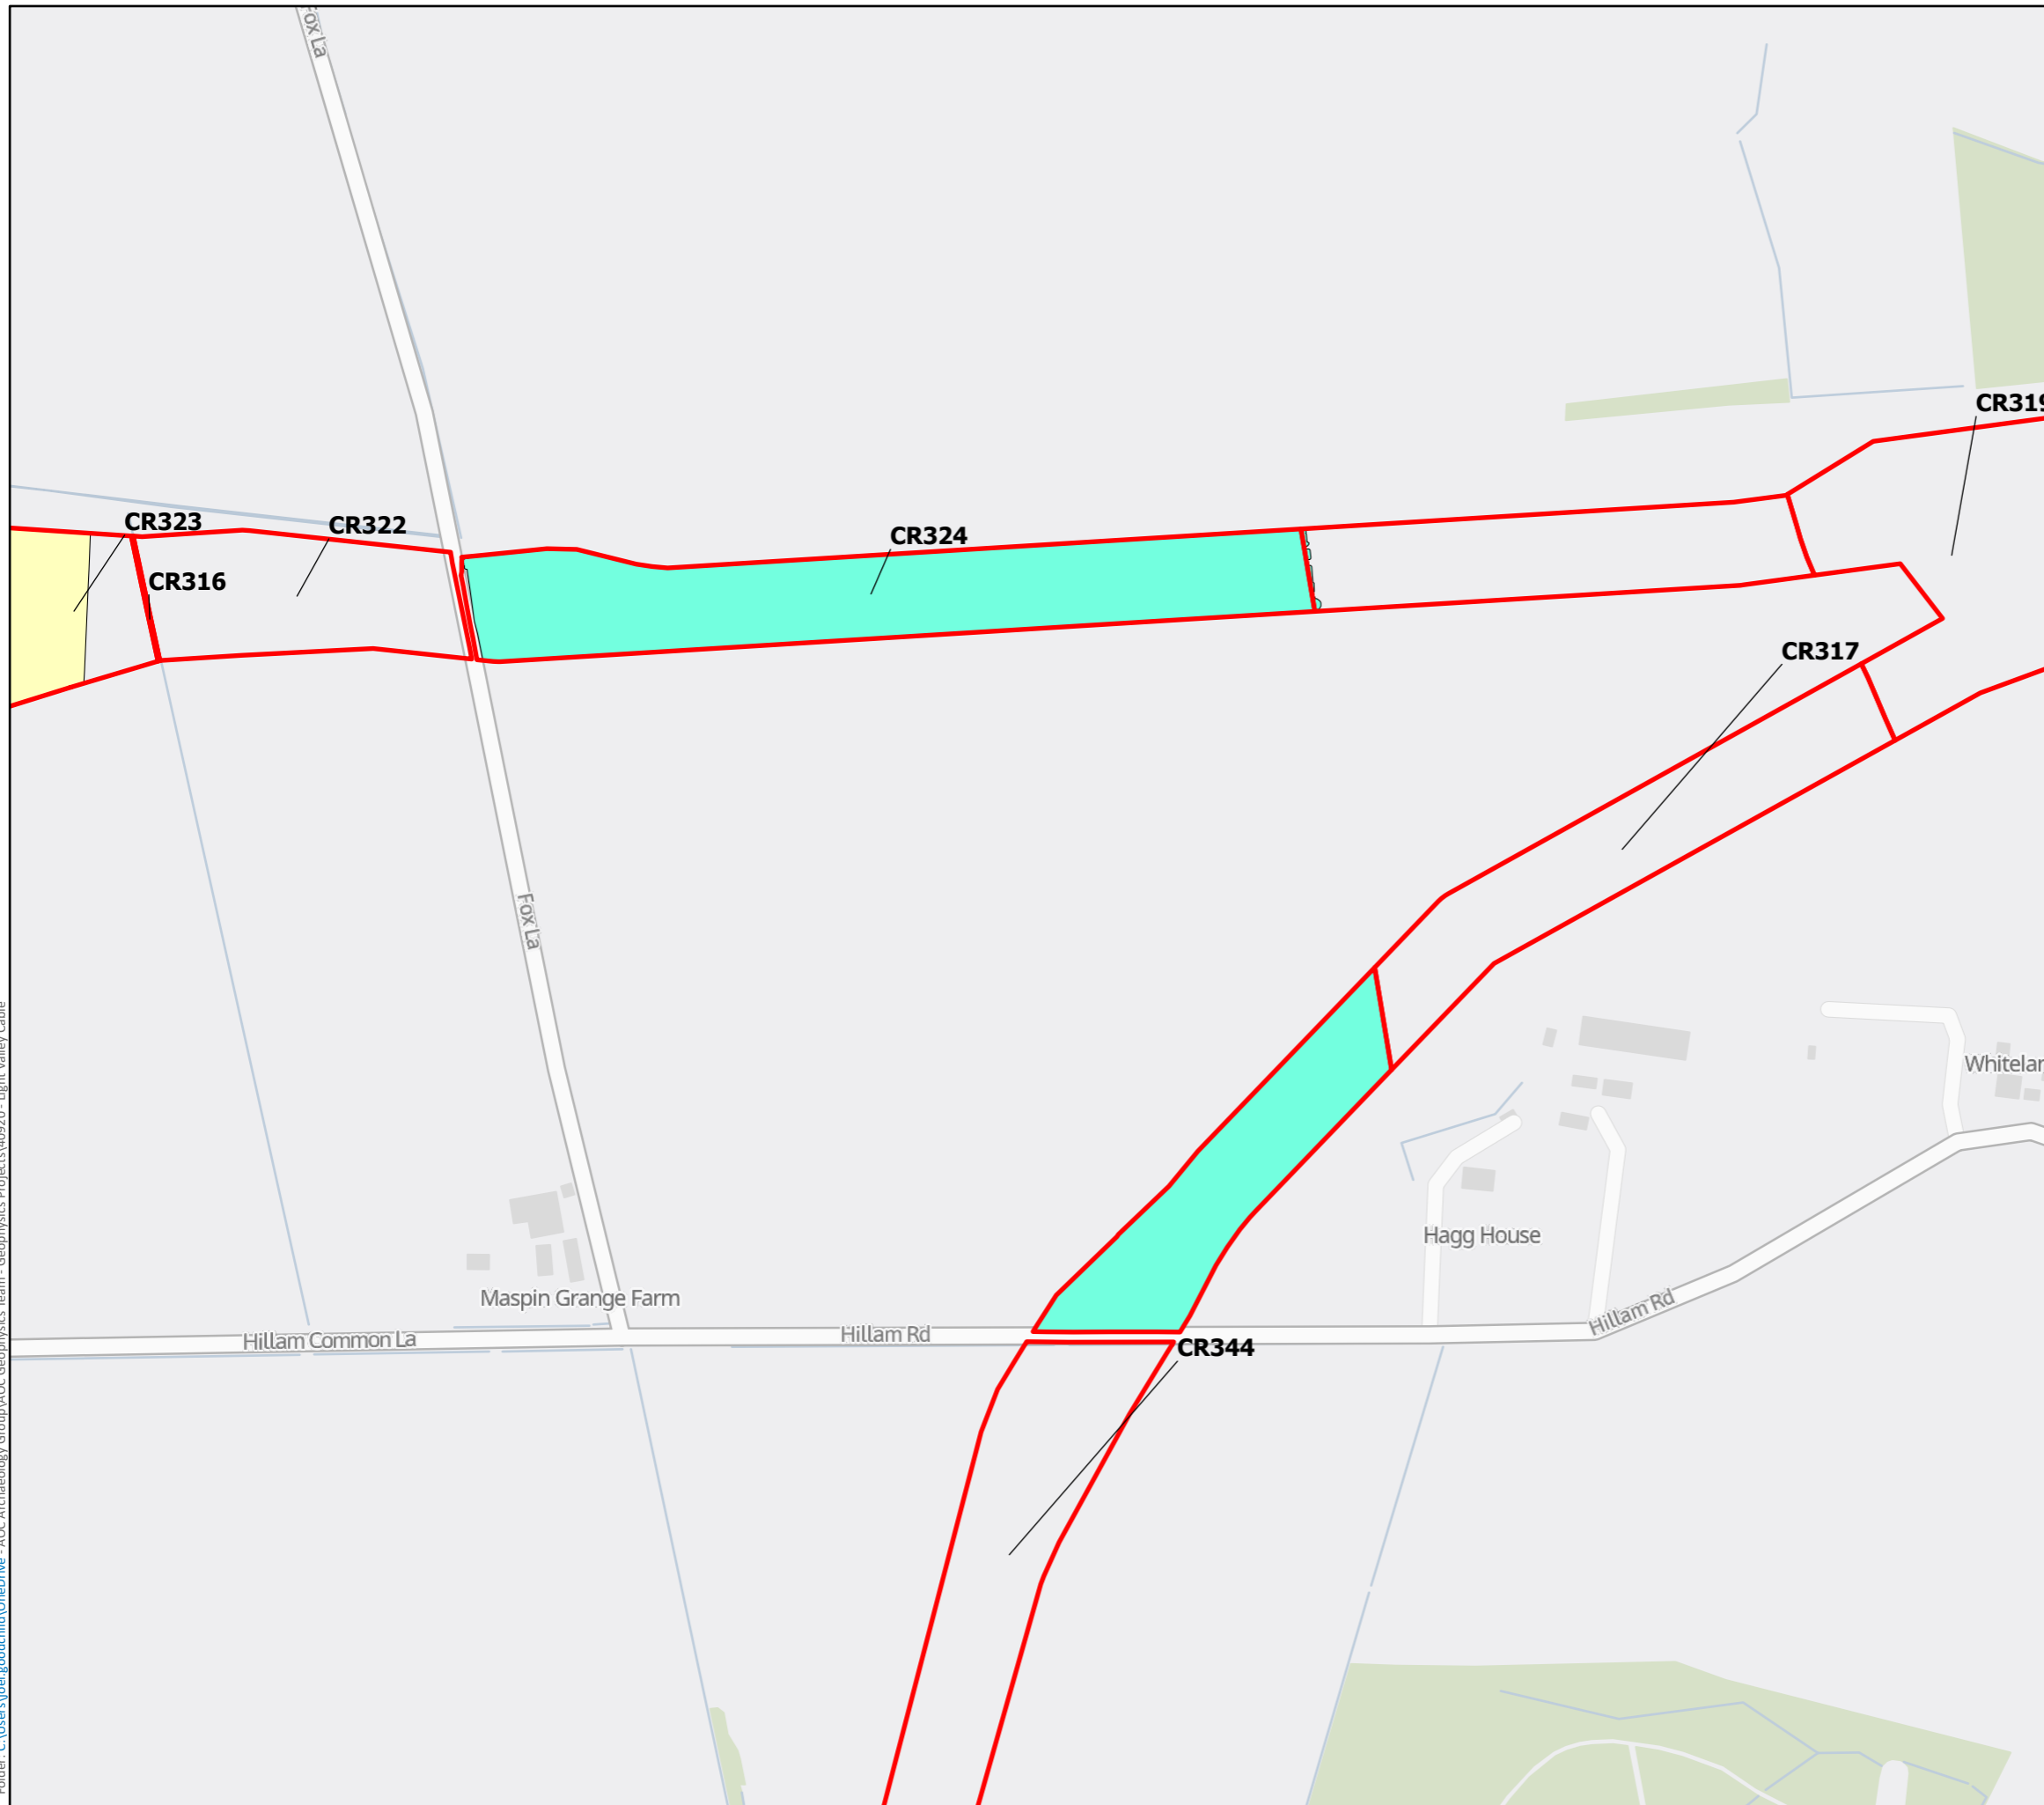 Fox La
CR319
CR323
CR322
CR324
CR316
CR317
Fox La
Maspin Grange Farm
Hagg House
Hillam Common La
Hillam Rd
Hillam Rd
CR344